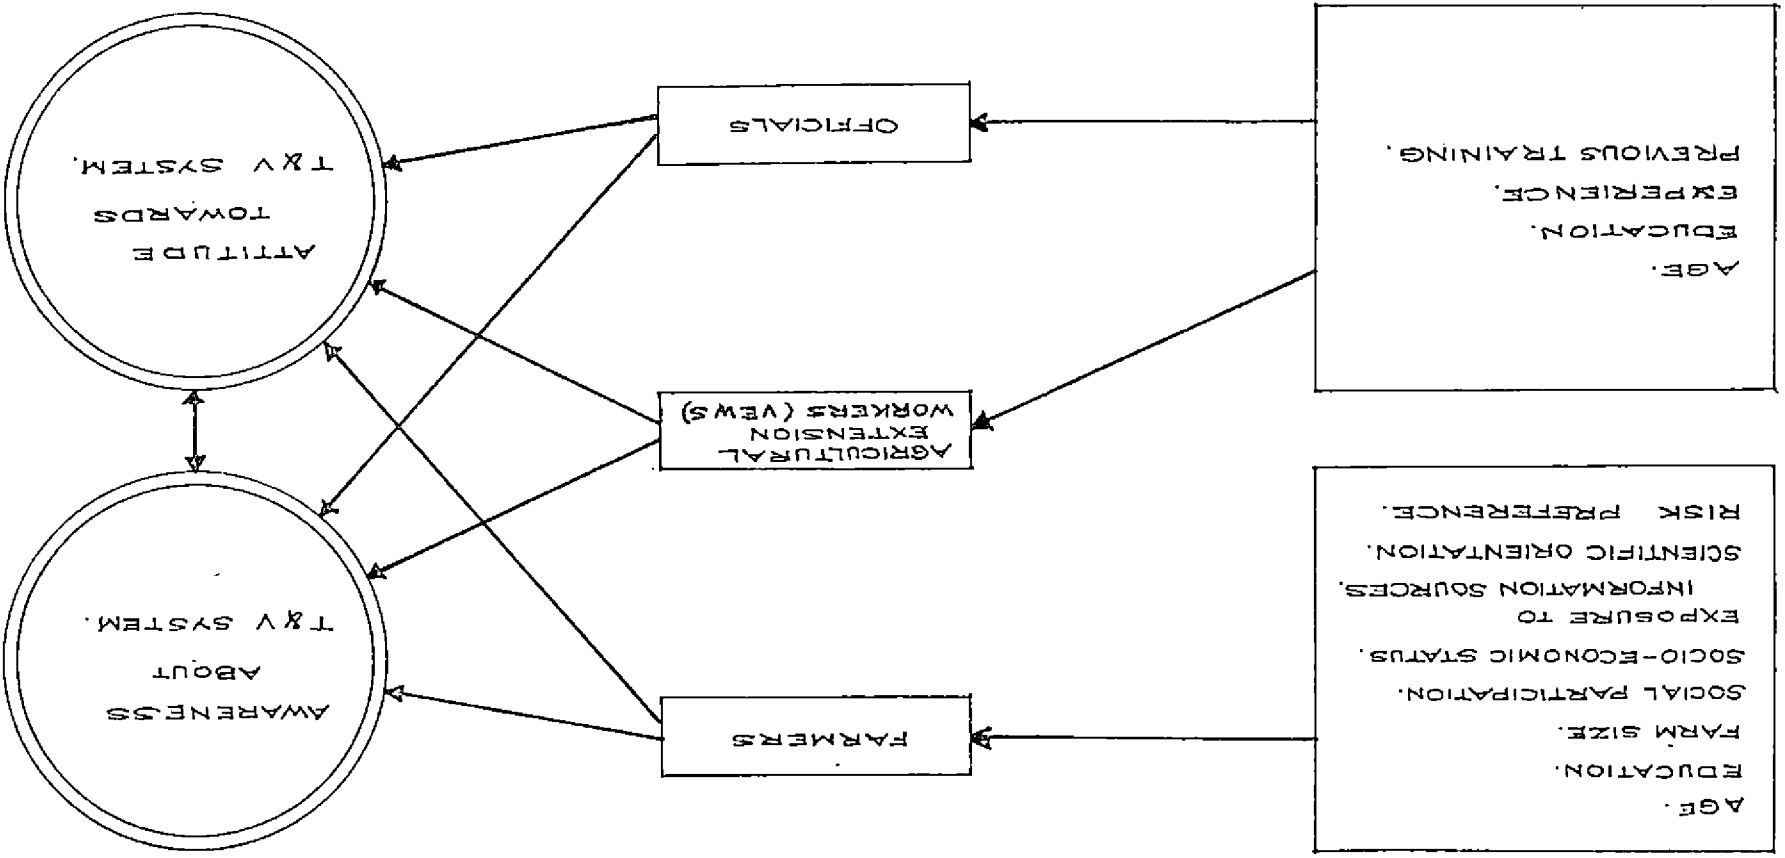 AGE.
EDUCATION.
FARM SIZE.
SOCIAL PARTICIPATION.
SOCIO-ECONOMIC STATUS.
EXPOSURE TO
INFORMATION SOURCES.
SCIENTIFIC ORIENTATION.
RISK PREFERENCE.
AGE.
EDUCATION.
EXPERIENCE.
PREVIOUS TRAINING.
FARMERS
AGRICULTURAL
EXTENSION
WORKERS (VEWS)
OFFICIALS
AWARENESS
ABOUT
T&V SYSTEM.
ATTITUDE
TOWARDS
T&V SYSTEM.